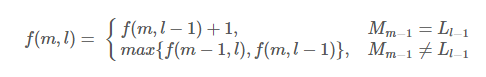 f(m, l) = { f(m, l − 1) + 1, M_{m−1} = L_{l−1}
max{f(m − 1, l), f(m, l − 1)}, M_{m−1} ≠ L_{l−1}